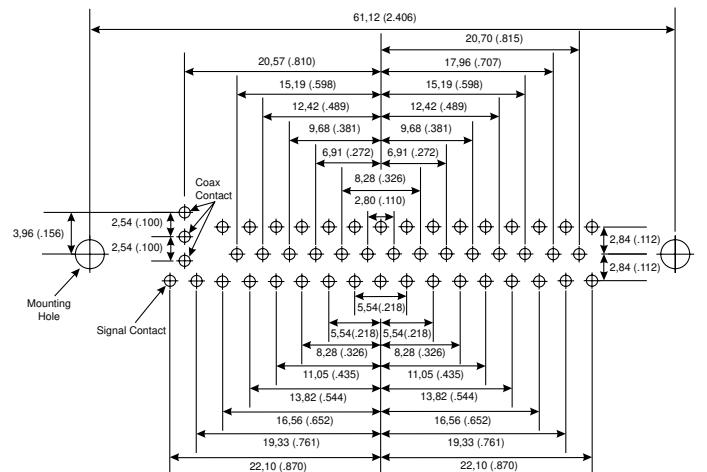 61,12 (2.406)
20,70 (.815)
20,57 (.810) 17,96 (.707)
15,19 (.598) 15,19 (.598)
12,42 (.489) 12,42 (.489)
9,68 (.381) 9,68 (.381)
6,91 (.272) 6,91 (.272)
8,28 (.326)
2,80 (.110)
Coax
Contact
2,54 (.100)
3,96 (.156)
2,54 (.100)
2,84 (.112)
2,84 (.112)
Mounting
Hole
Signal Contact
5,54(.218)
5,54(.218) 5,54(.218)
8,28 (.326) 8,28 (.326)
11,05 (.435) 11,05 (.435)
13,82 (.544) 13,82 (.544)
16,56 (.652) 16,56 (.652)
19,33 (.761) 19,33 (.761)
22,10 (.870) 22,10 (.870)